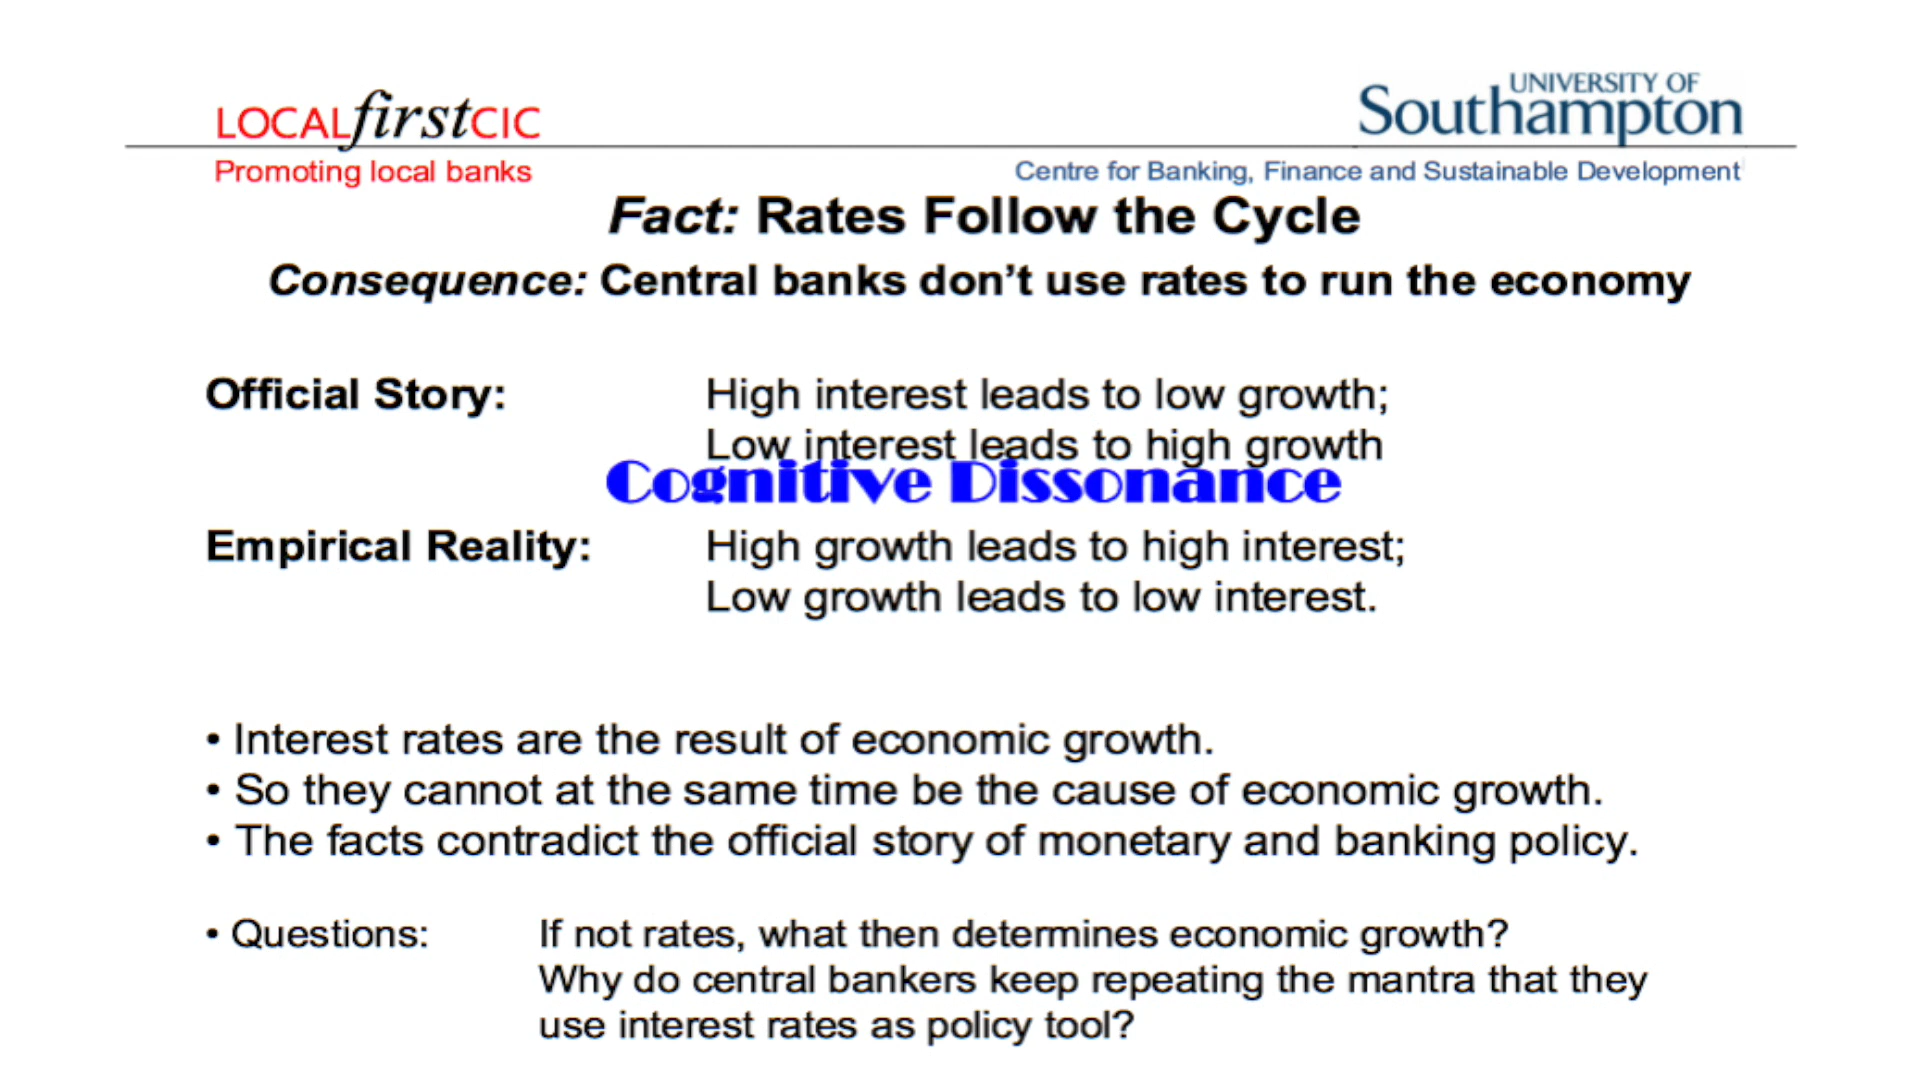 LOCALfirstCIC
UNIVERSITY OF
Southampton
Promoting local banks
Centre for Banking, Finance and Sustainable Development
Fact: Rates Follow the Cycle
Consequence: Central banks don’t use rates to run the economy
Official Story: High interest leads to low growth;
Low interest leads to high growth
Cognitive Dissonance
Empirical Reality: High growth leads to high interest;
Low growth leads to low interest.
• Interest rates are the result of economic growth.
• So they cannot at the same time be the cause of economic growth.
• The facts contradict the official story of monetary and banking policy.
• Questions: If not rates, what then determines economic growth?
Why do central bankers keep repeating the mantra that they
use interest rates as policy tool?